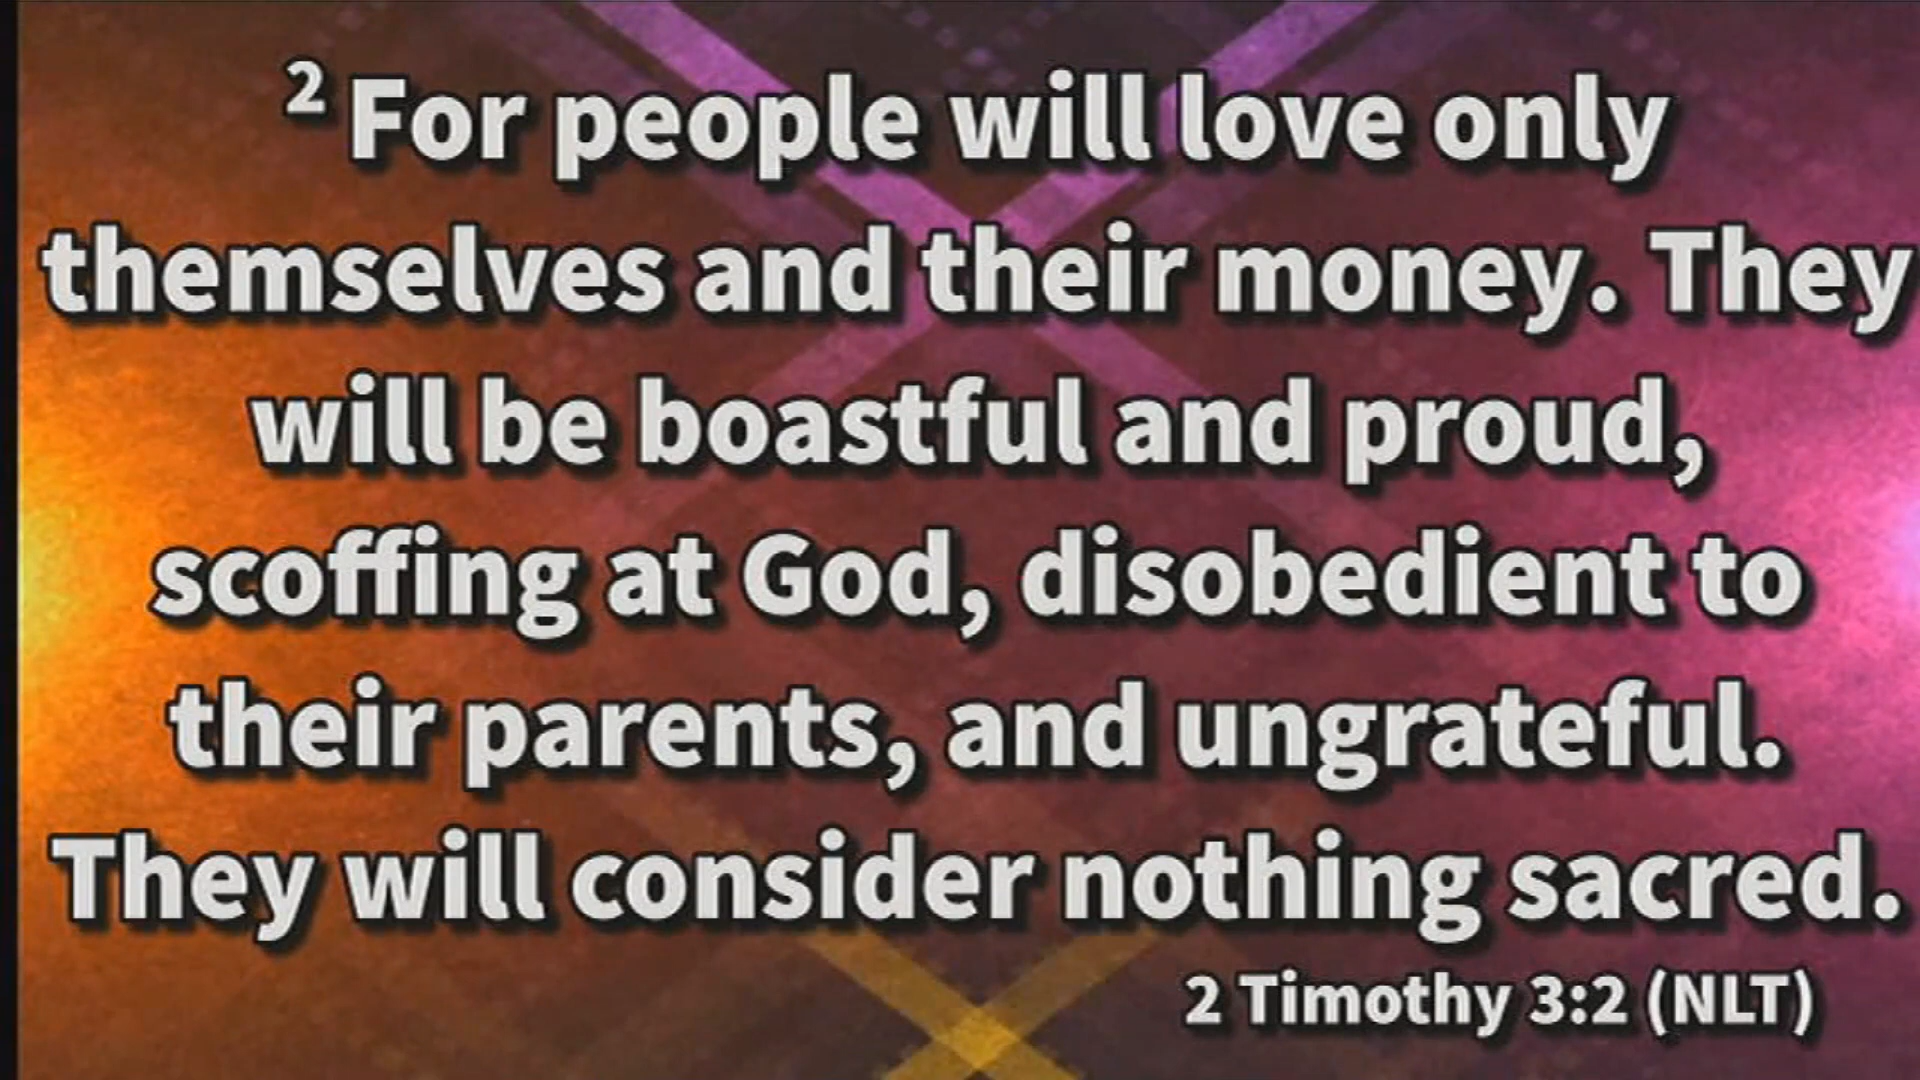 ² For people will love only
themselves and their money. They
will be boastful and proud,
scoffing at God, disobedient to
their parents, and ungrateful.
They will consider nothing sacred.
2 Timothy 3:2 (NLT)